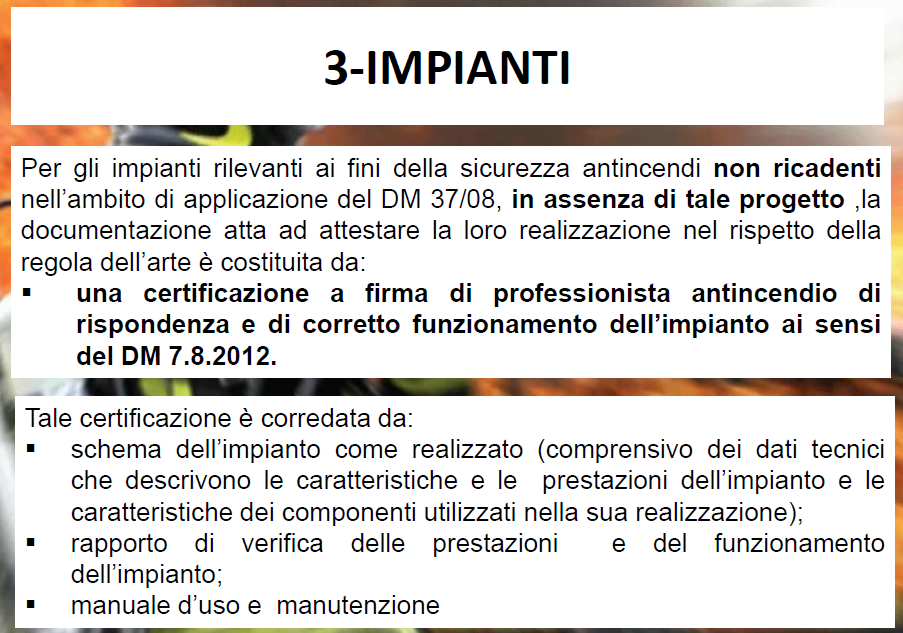 3-IMPIANTI
Per gli impianti rilevanti ai fini della sicurezza antincendi non ricadenti
nell'ambito di applicazione del DM 37/08, in assenza di tale progetto ,la
documentazione atta ad attestare la loro realizzazione nel rispetto della
regola dell'arte è costituita da:
▪ una certificazione a firma di professionista antincendio di
rispondenza e di corretto funzionamento dell'impianto ai sensi
del DM 7.8.2012.
Tale certificazione è corredata da:
▪ schema dell'impianto come realizzato (comprensivo dei dati tecnici
che descrivono le caratteristiche e le prestazioni dell'impianto e le
caratteristiche dei componenti utilizzati nella sua realizzazione);
▪ rapporto di verifica delle prestazioni e del funzionamento
dell'impianto;
▪ manuale d'uso e manutenzione